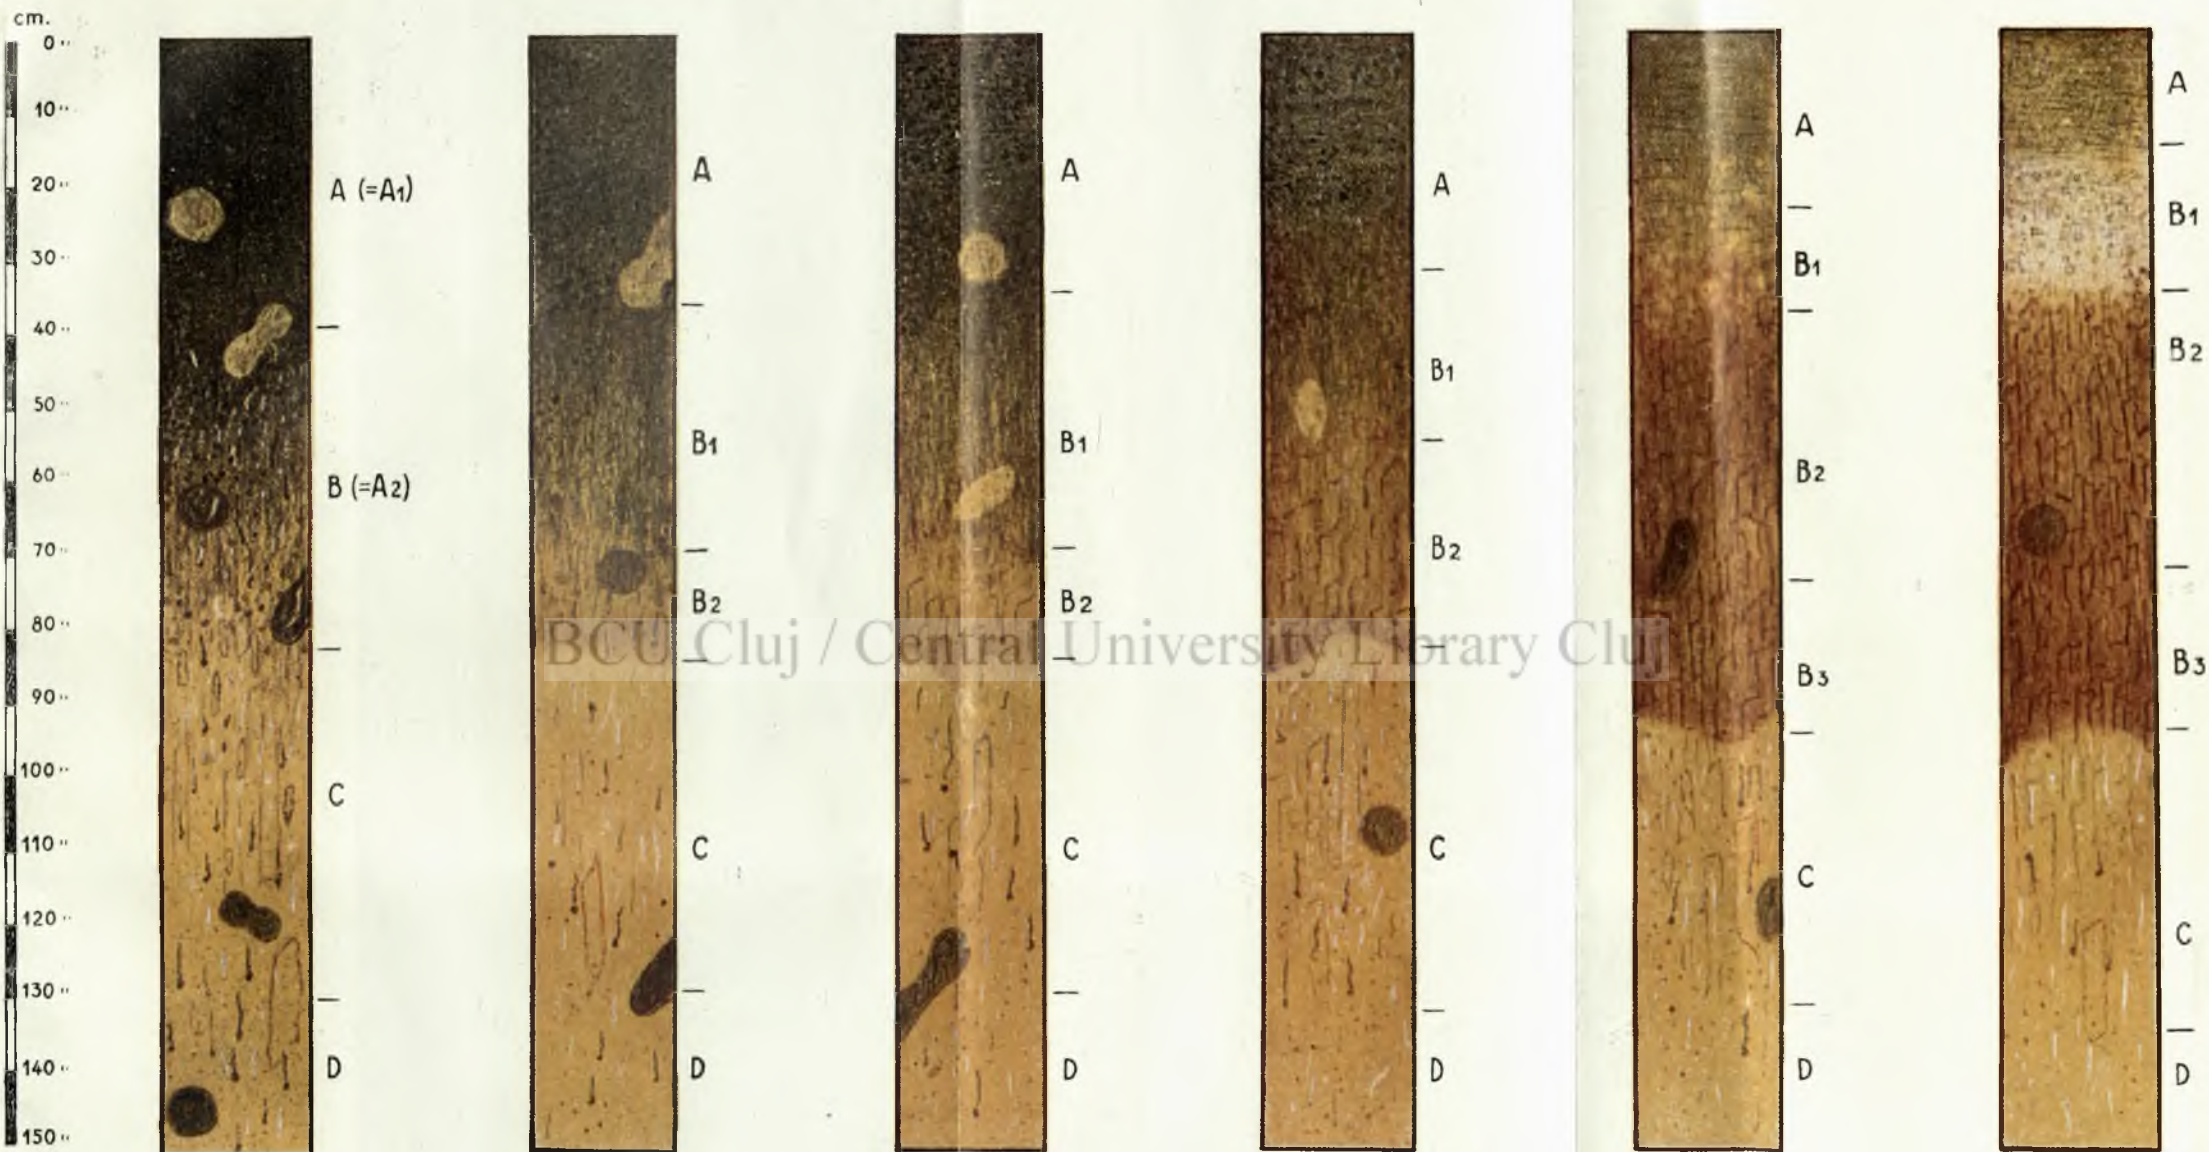 cm.
0
10
20
30
40
50
60
70
80
90
100
110
120
130
140
150
A (=A1)
B (=A2)
C
D
A
B1
B2
C
D
A
B1
B2
C
D
A
B1
B2
C
D
A
B1
B2
B3
C
D
A
B1
B2
B3
C
D
BCU Cluj / Central University Library Cluj